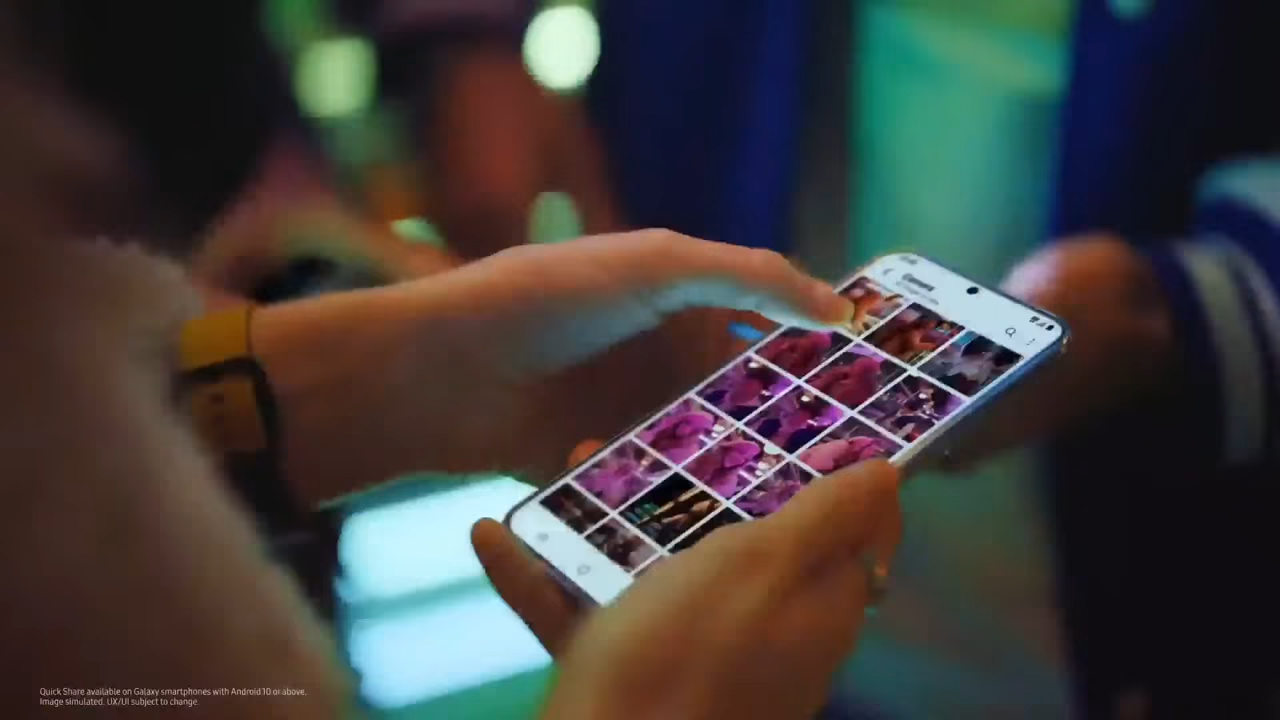 Quick Share available on Galaxy smartphones with Android 10 or above.
Image simulated. UX/UI subject to change.